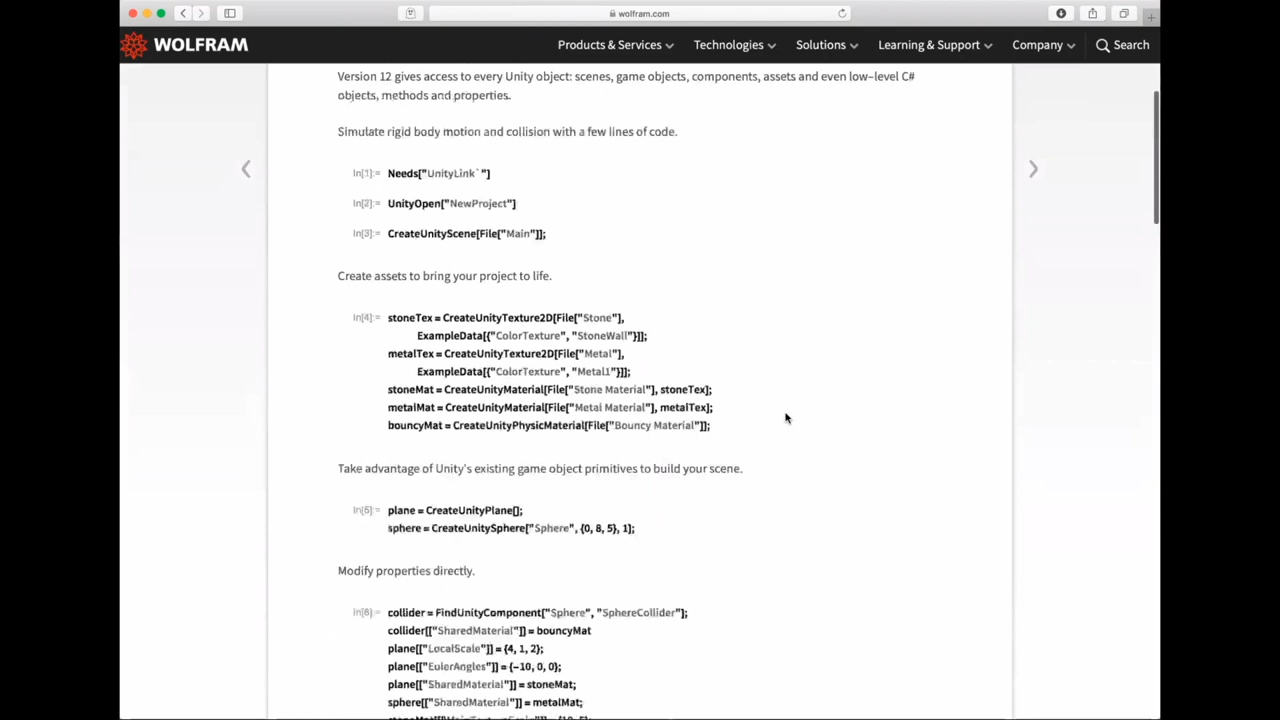 wolfram.com
WOLFRAM
Products & Services
Technologies
Solutions
Learning & Support
Company
Search
Version 12 gives access to every Unity object: scenes, game objects, components, assets and even low–level C#
objects, methods and properties.
Simulate rigid body motion and collision with a few lines of code.
In[1]:= Needs["UnityLink`"]
In[2]:= UnityOpen["NewProject"]
In[3]:= CreateUnityScene[File["Main"]];
Create assets to bring your project to life.
In[4]:= stoneTex = CreateUnityTexture2D[File["Stone"],
ExampleData[{"ColorTexture", "StoneWall"}]];
metalTex = CreateUnityTexture2D[File["Metal"],
ExampleData[{"ColorTexture", "Metal1"}]];
stoneMat = CreateUnityMaterial[File["Stone Material"], stoneTex];
metalMat = CreateUnityMaterial[File["Metal Material"], metalTex];
bouncyMat = CreateUnityPhysicMaterial[File["Bouncy Material"]];
Take advantage of Unity's existing game object primitives to build your scene.
In[5]:= plane = CreateUnityPlane[];
sphere = CreateUnitySphere["Sphere", {0, 8, 5}, 1];
Modify properties directly.
In[6]:= collider = FindUnityComponent["Sphere", "SphereCollider"];
collider[["SharedMaterial"]] = bouncyMat
plane[["LocalScale"]] = {4, 1, 2};
plane[["EulerAngles"]] = {-10, 0, 0};
plane[["SharedMaterial"]] = stoneMat;
sphere[["SharedMaterial"]] = metalMat;